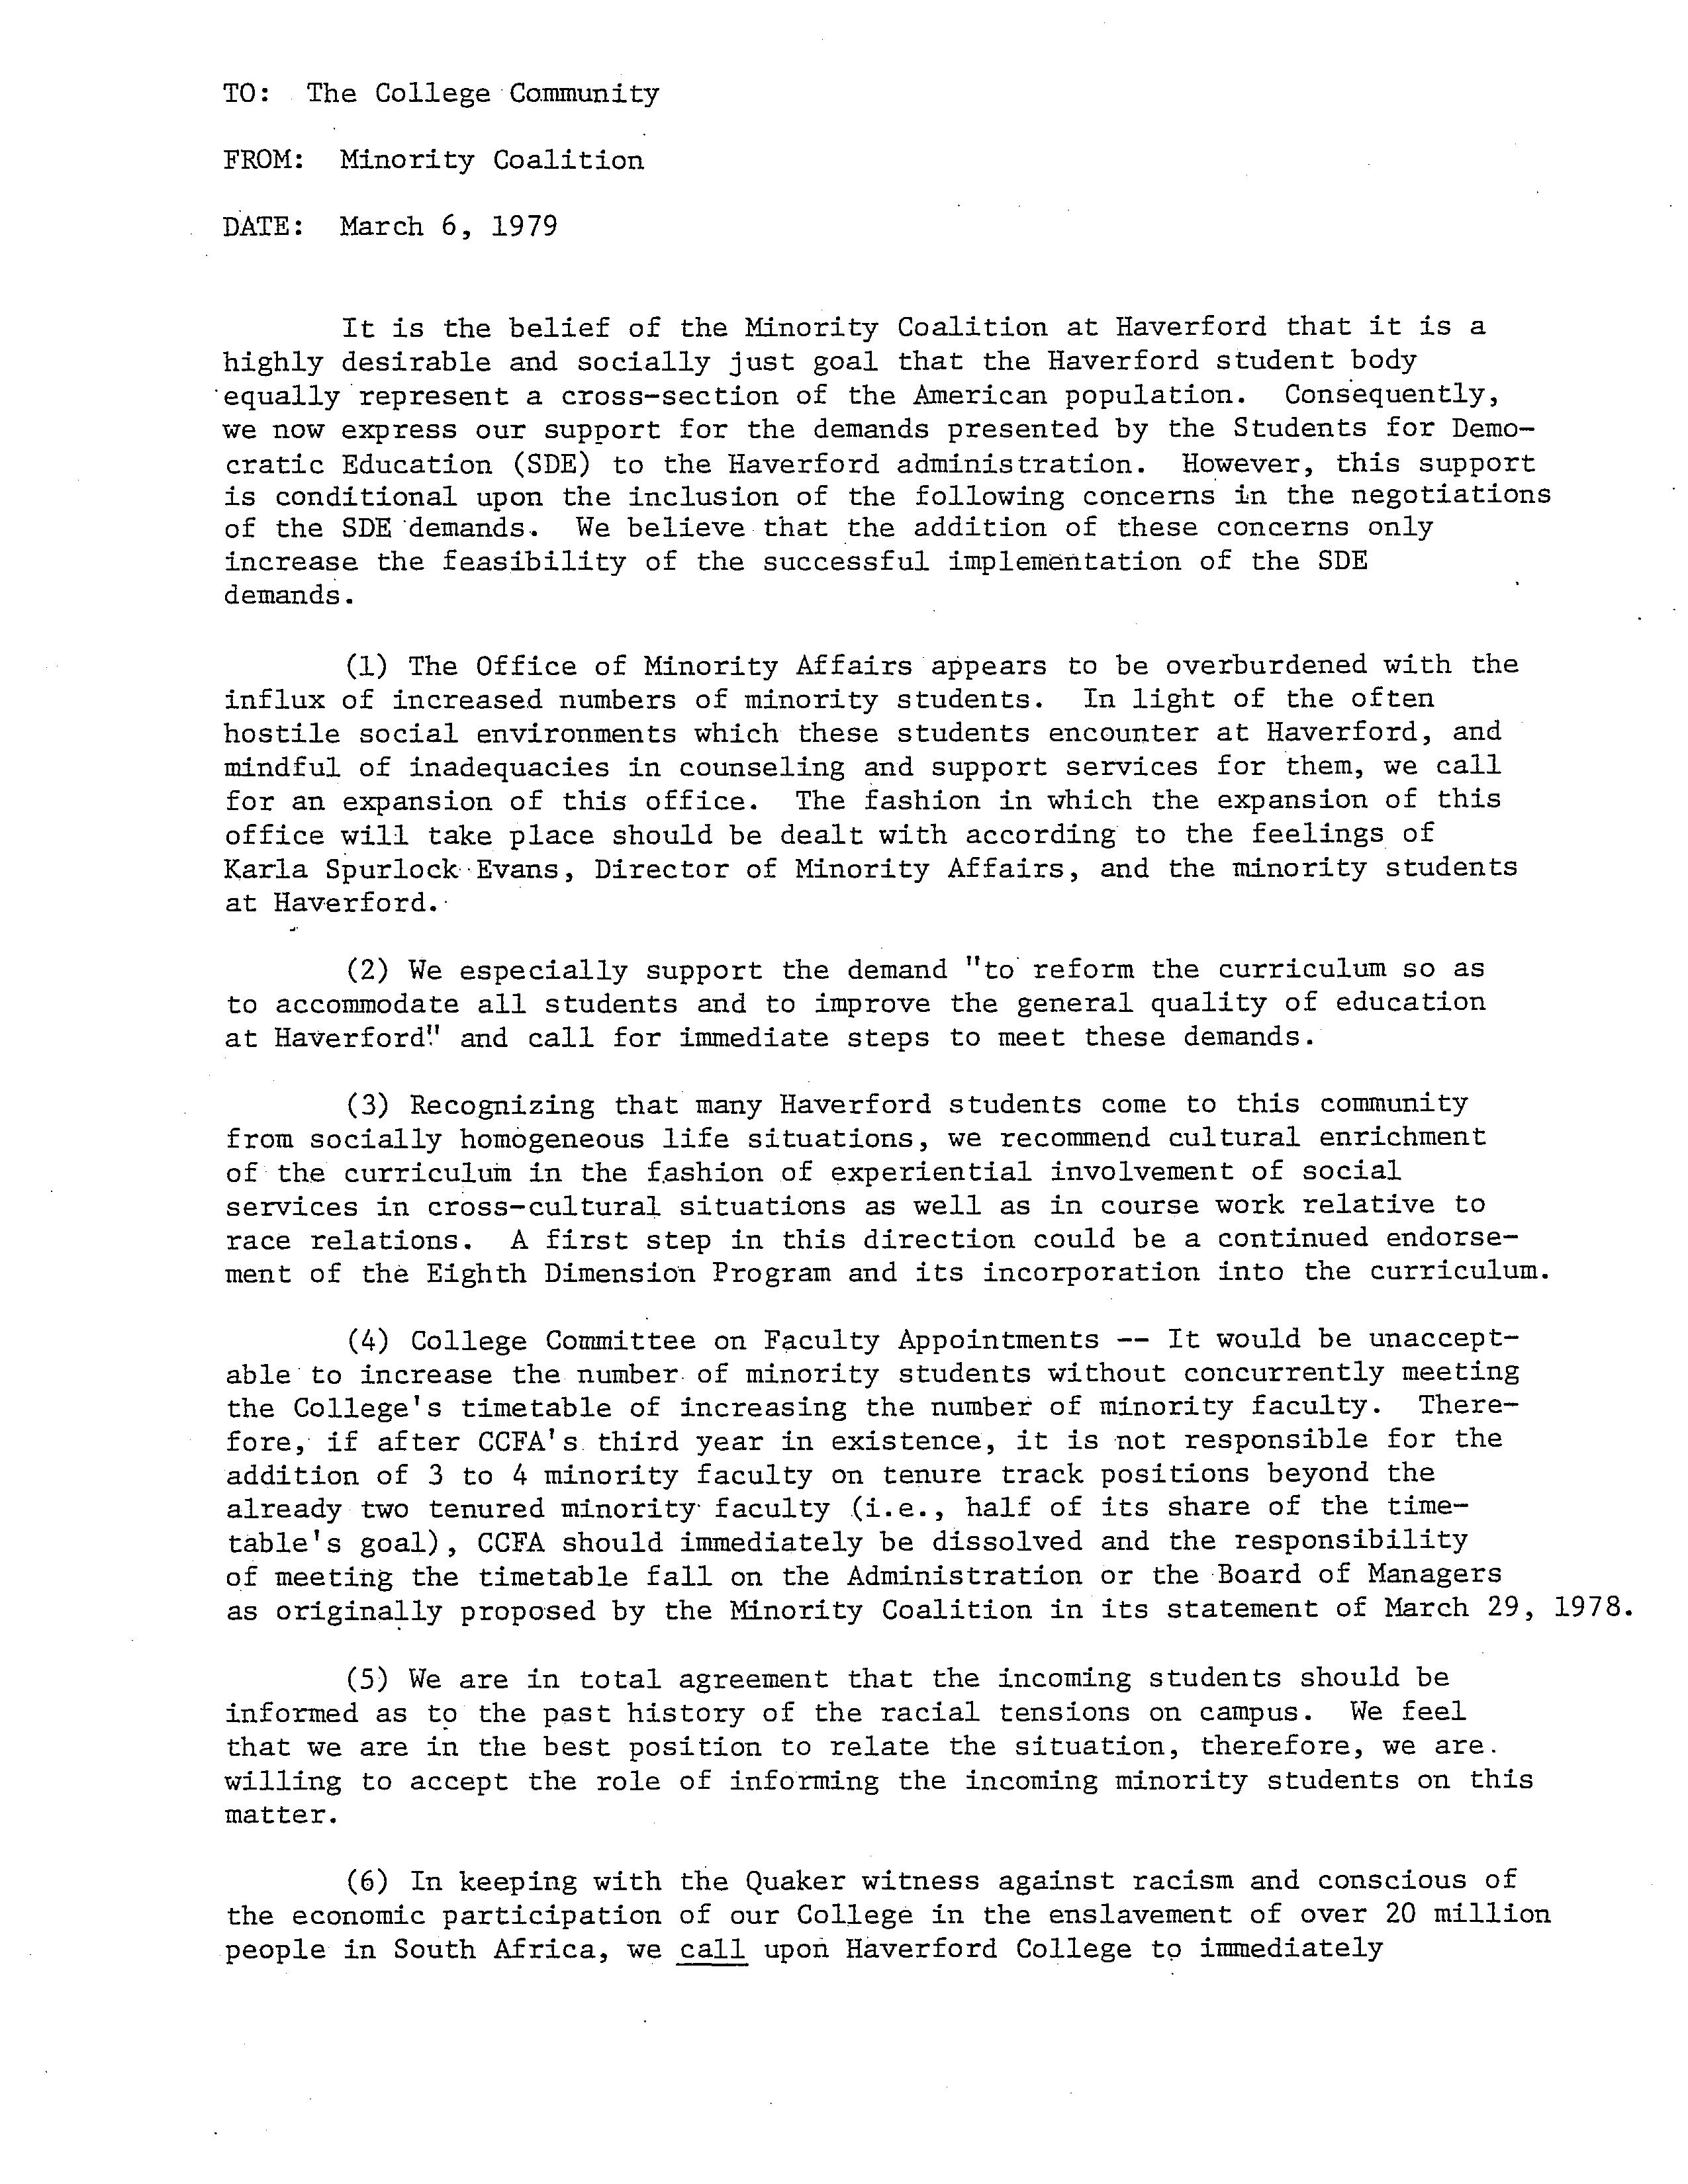 TO: The College Community
FROM: Minority Coalition
DATE: March 6, 1979
It is the belief of the Minority Coalition at Haverford that it is a
highly desirable and socially just goal that the Haverford student body
equally represent a cross-section of the American population. Consequently,
we now express our support for the demands presented by the Students for Demo-
cratic Education (SDE) to the Haverford administration. However, this support
is conditional upon the inclusion of the following concerns in the negotiations
of the SDE demands. We believe that the addition of these concerns only
increase the feasibility of the successful implementation of the SDE
demands.
(1) The Office of Minority Affairs appears to be overburdened with the
influx of increased numbers of minority students. In light of the often
hostile social environments which these students encounter at Haverford, and
mindful of inadequacies in counseling and support services for them, we call
for an expansion of this office. The fashion in which the expansion of this
office will take place should be dealt with according to the feelings of
Karla Spurlock Evans, Director of Minority Affairs, and the minority students
at Haverford.
(2) We especially support the demand "to reform the curriculum so as
to accommodate all students and to improve the general quality of education
at Haverford" and call for immediate steps to meet these demands.
(3) Recognizing that many Haverford students come to this community
from socially homogeneous life situations, we recommend cultural enrichment
of the curriculum in the fashion of experiential involvement of social
services in cross-cultural situations as well as in course work relative to
race relations. A first step in this direction could be a continued endorse-
ment of the Eighth Dimension Program and its incorporation into the curriculum.
(4) College Committee on Faculty Appointments -- It would be unaccept-
able to increase the number of minority students without concurrently meeting
the College's timetable of increasing the number of minority faculty. There-
fore, if after CCFA's third year in existence, it is not responsible for the
addition of 3 to 4 minority faculty on tenure track positions beyond the
already two tenured minority faculty (i.e., half of its share of the time-
table's goal), CCFA should immediately be dissolved and the responsibility
of meeting the timetable fall on the Administration or the Board of Managers
as originally proposed by the Minority Coalition in its statement of March 29, 1978.
(5) We are in total agreement that the incoming students should be
informed as to the past history of the racial tensions on campus. We feel
that we are in the best position to relate the situation, therefore, we are
willing to accept the role of informing the incoming minority students on this
matter.
(6) In keeping with the Quaker witness against racism and conscious of
the economic participation of our College in the enslavement of over 20 million
people in South Africa, we call upon Haverford College to immediately